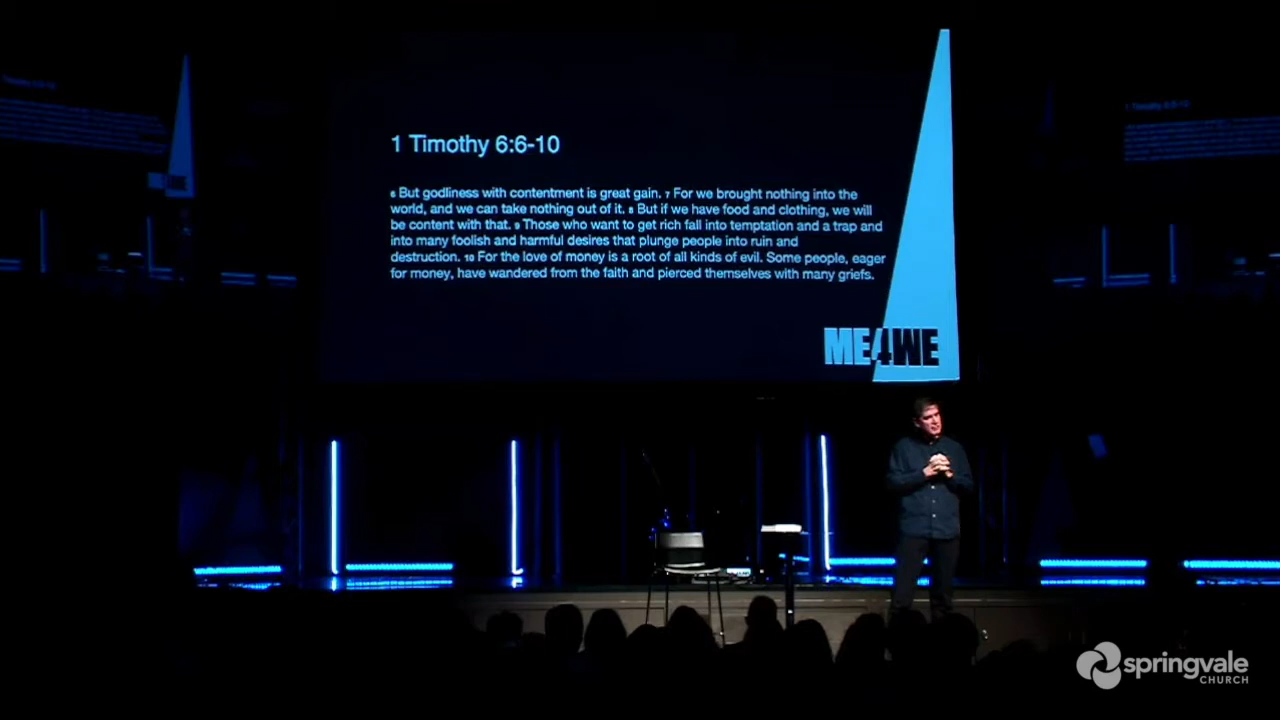 1 Timothy 6:6-10
6 But godliness with contentment is great gain. 7 For we brought nothing into the
world, and we can take nothing out of it. 8 But if we have food and clothing, we will
be content with that. 9 Those who want to get rich fall into temptation and a trap and
into many foolish and harmful desires that plunge people into ruin and
destruction. 10 For the love of money is a root of all kinds of evil. Some people, eager
for money, have wandered from the faith and pierced themselves with many griefs.
ME4WE
springvale
CHURCH